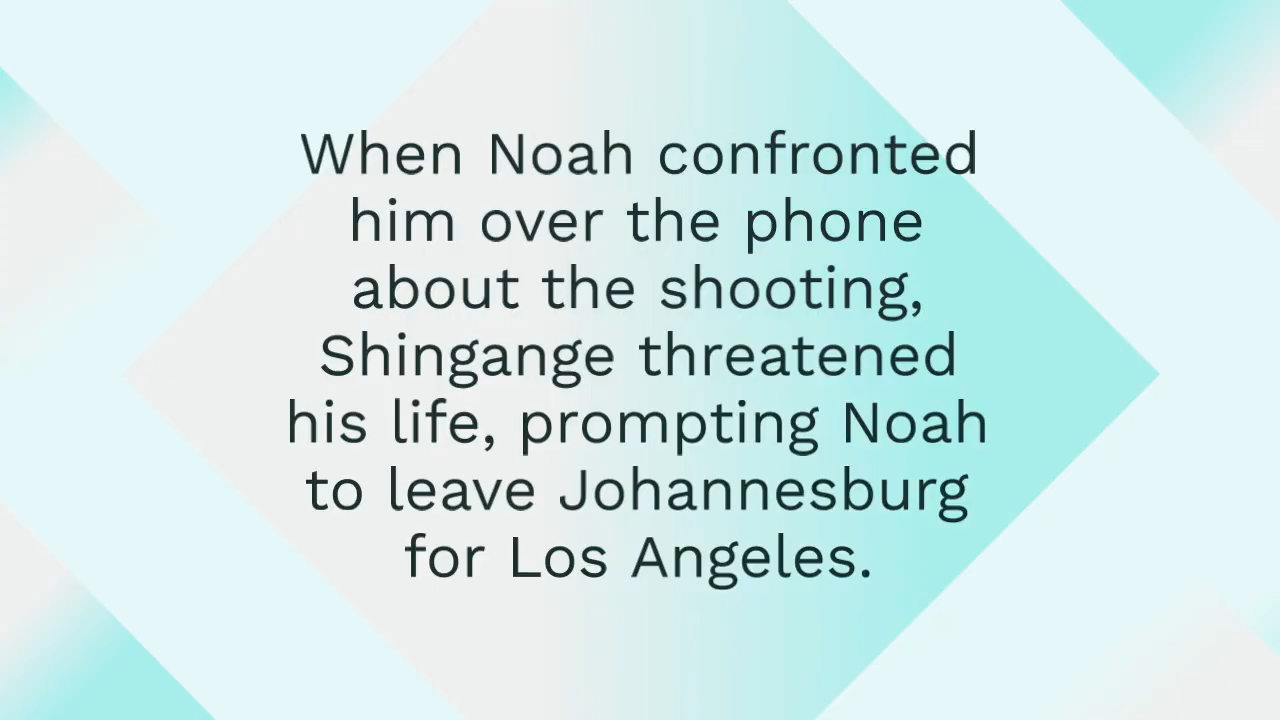 When Noah confronted
him over the phone
about the shooting,
Shingange threatened
his life, prompting Noah
to leave Johannesburg
for Los Angeles.